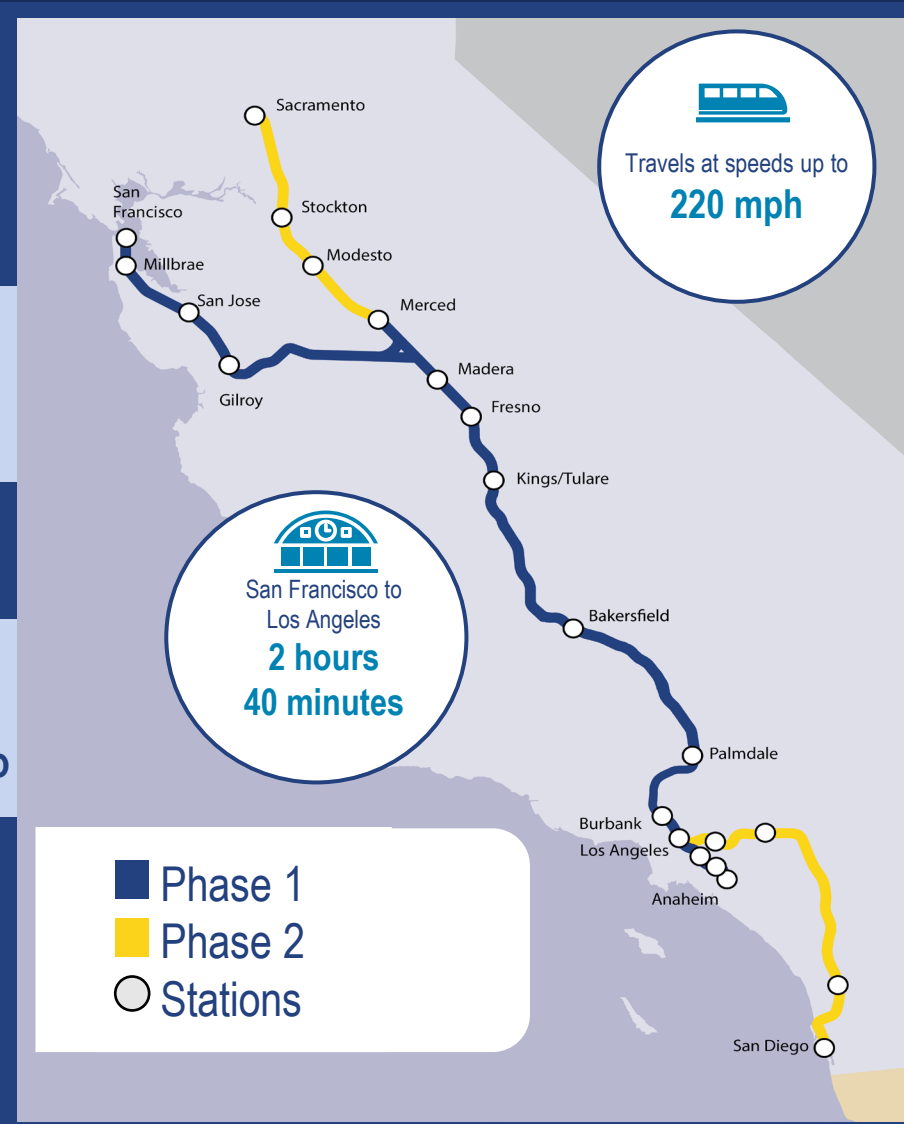 Sacramento
San
Francisco
Stockton
Millbrae
Modesto
San Jose
Merced
Gilroy
Madera
Fresno
Kings/Tulare
Bakersfield
Palmdale
Burbank
Los Angeles
Anaheim
San Diego
Travels at speeds up to
220 mph
San Francisco to
Los Angeles
2 hours
40 minutes
Phase 1
Phase 2
Stations